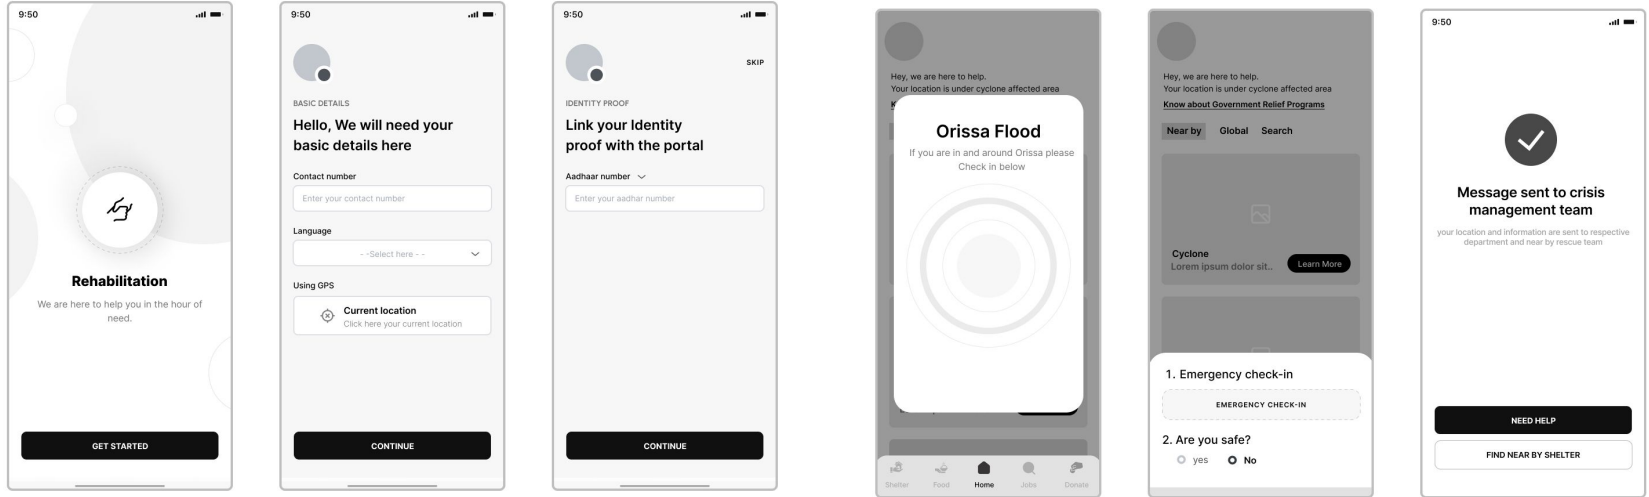 9:50
Rehabilitation
We are here to help you in the hour of
need.
GET STARTED
9:50
BASIC DETAILS
Hello, We will need your
basic details here
Contact number
Enter your contact number
Language
- -Select here - -
Using GPS
Current location
Click here your current location
CONTINUE
9:50
SKIP
IDENTITY PROOF
Link your Identity
proof with the portal
Aadhaar number
Enter your aadhar number
CONTINUE
Hey, we are here to help.
Your location is under cyclone affected area
Orissa Flood
If you are in and around Orissa please
Check in below
Shelter
Food
Home
Jobs
Donate
Hey, we are here to help.
Your location is under cyclone affected area
Know about Government Relief Programs
Near by
Global
Search
Cyclone
Lorem ipsum dolor sit..
Learn More
1. Emergency check-in
EMERGENCY CHECK-IN
2. Are you safe?
yes
No
9:50
Message sent to crisis
management team
your location and information are sent to respective
department and near by rescue team
NEED HELP
FIND NEAR BY SHELTER